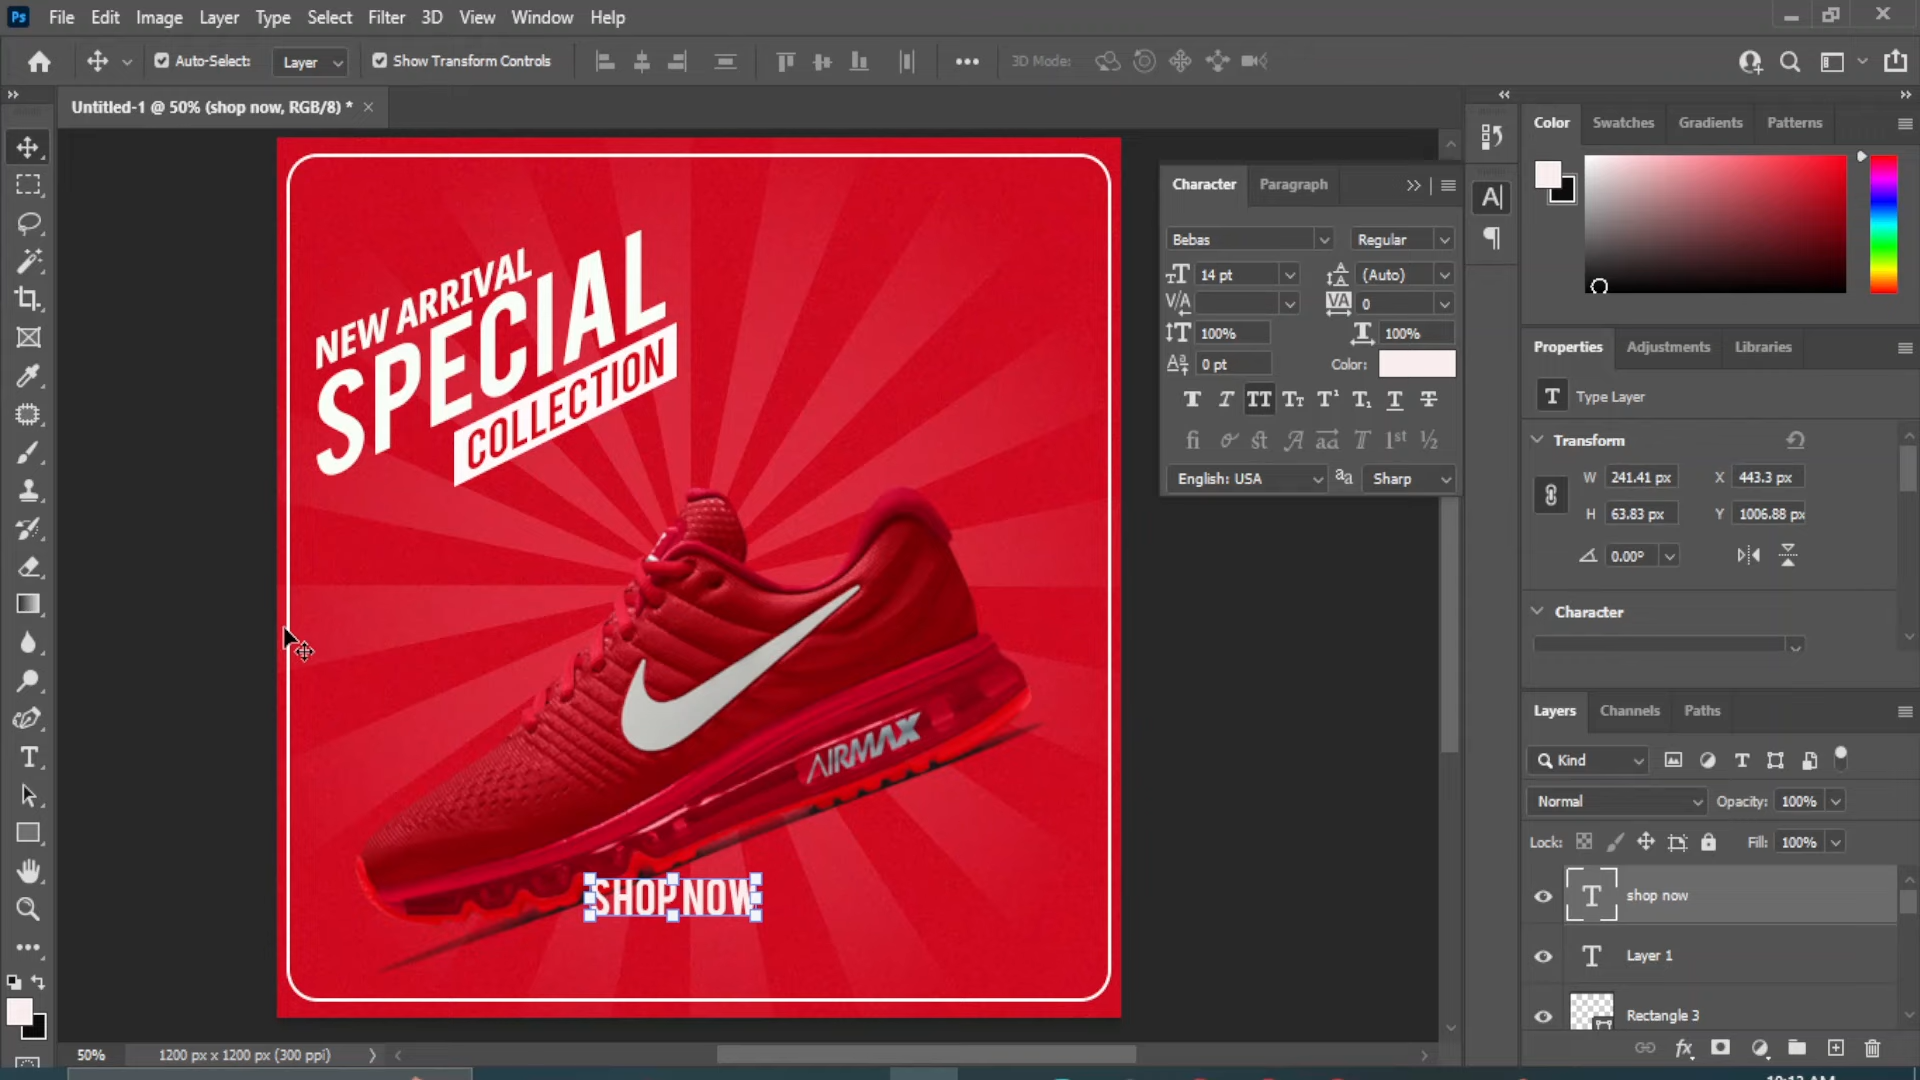 Ps File Edit Image Layer Type Select Filter 3D View Window Help
Auto-Select: Layer Show Transform Controls 3D Mode:
Untitled-1 @ 50% (shop now, RGB/8) *
NEW ARRIVAL
SPECIAL
COLLECTION
AIRMAX
SHOP NOW
50% 1200 px x 1200 px (300 ppi)
Character Paragraph
Bebas Regular
14 pt (Auto)
0
100% 100%
0 pt Color:
English: USA Sharp
Color Swatches Gradients Patterns
Properties Adjustments Libraries
Type Layer
Transform
W 241.41 px X 443.3 px
H 63.83 px Y 1006.88 px
0.00°
Character
Layers Channels Paths
Kind
Normal Opacity: 100%
Lock: Fill: 100%
shop now
Layer 1
Rectangle 3